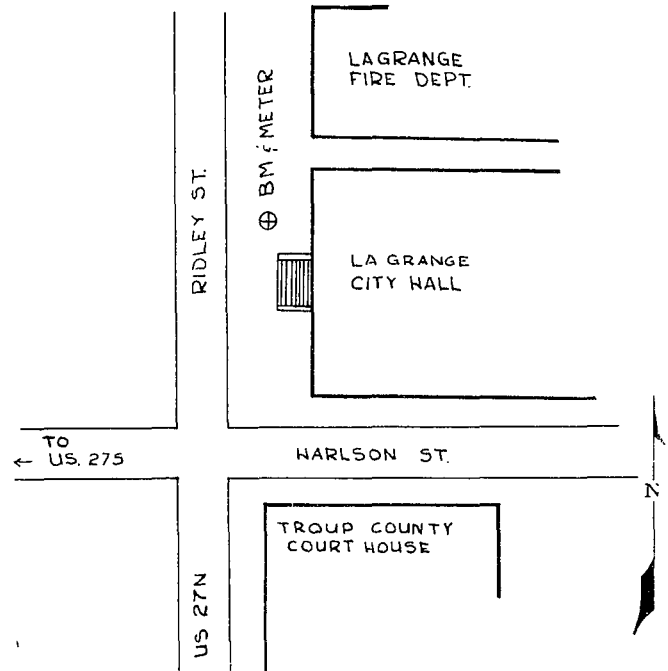 LAGRANGE
FIRE DEPT.
BM & METER
RIDLEY ST.
LA GRANGE
CITY HALL
TO
← US. 27S
HARLSON ST.
N
TROUP COUNTY
COURT HOUSE
US 27N